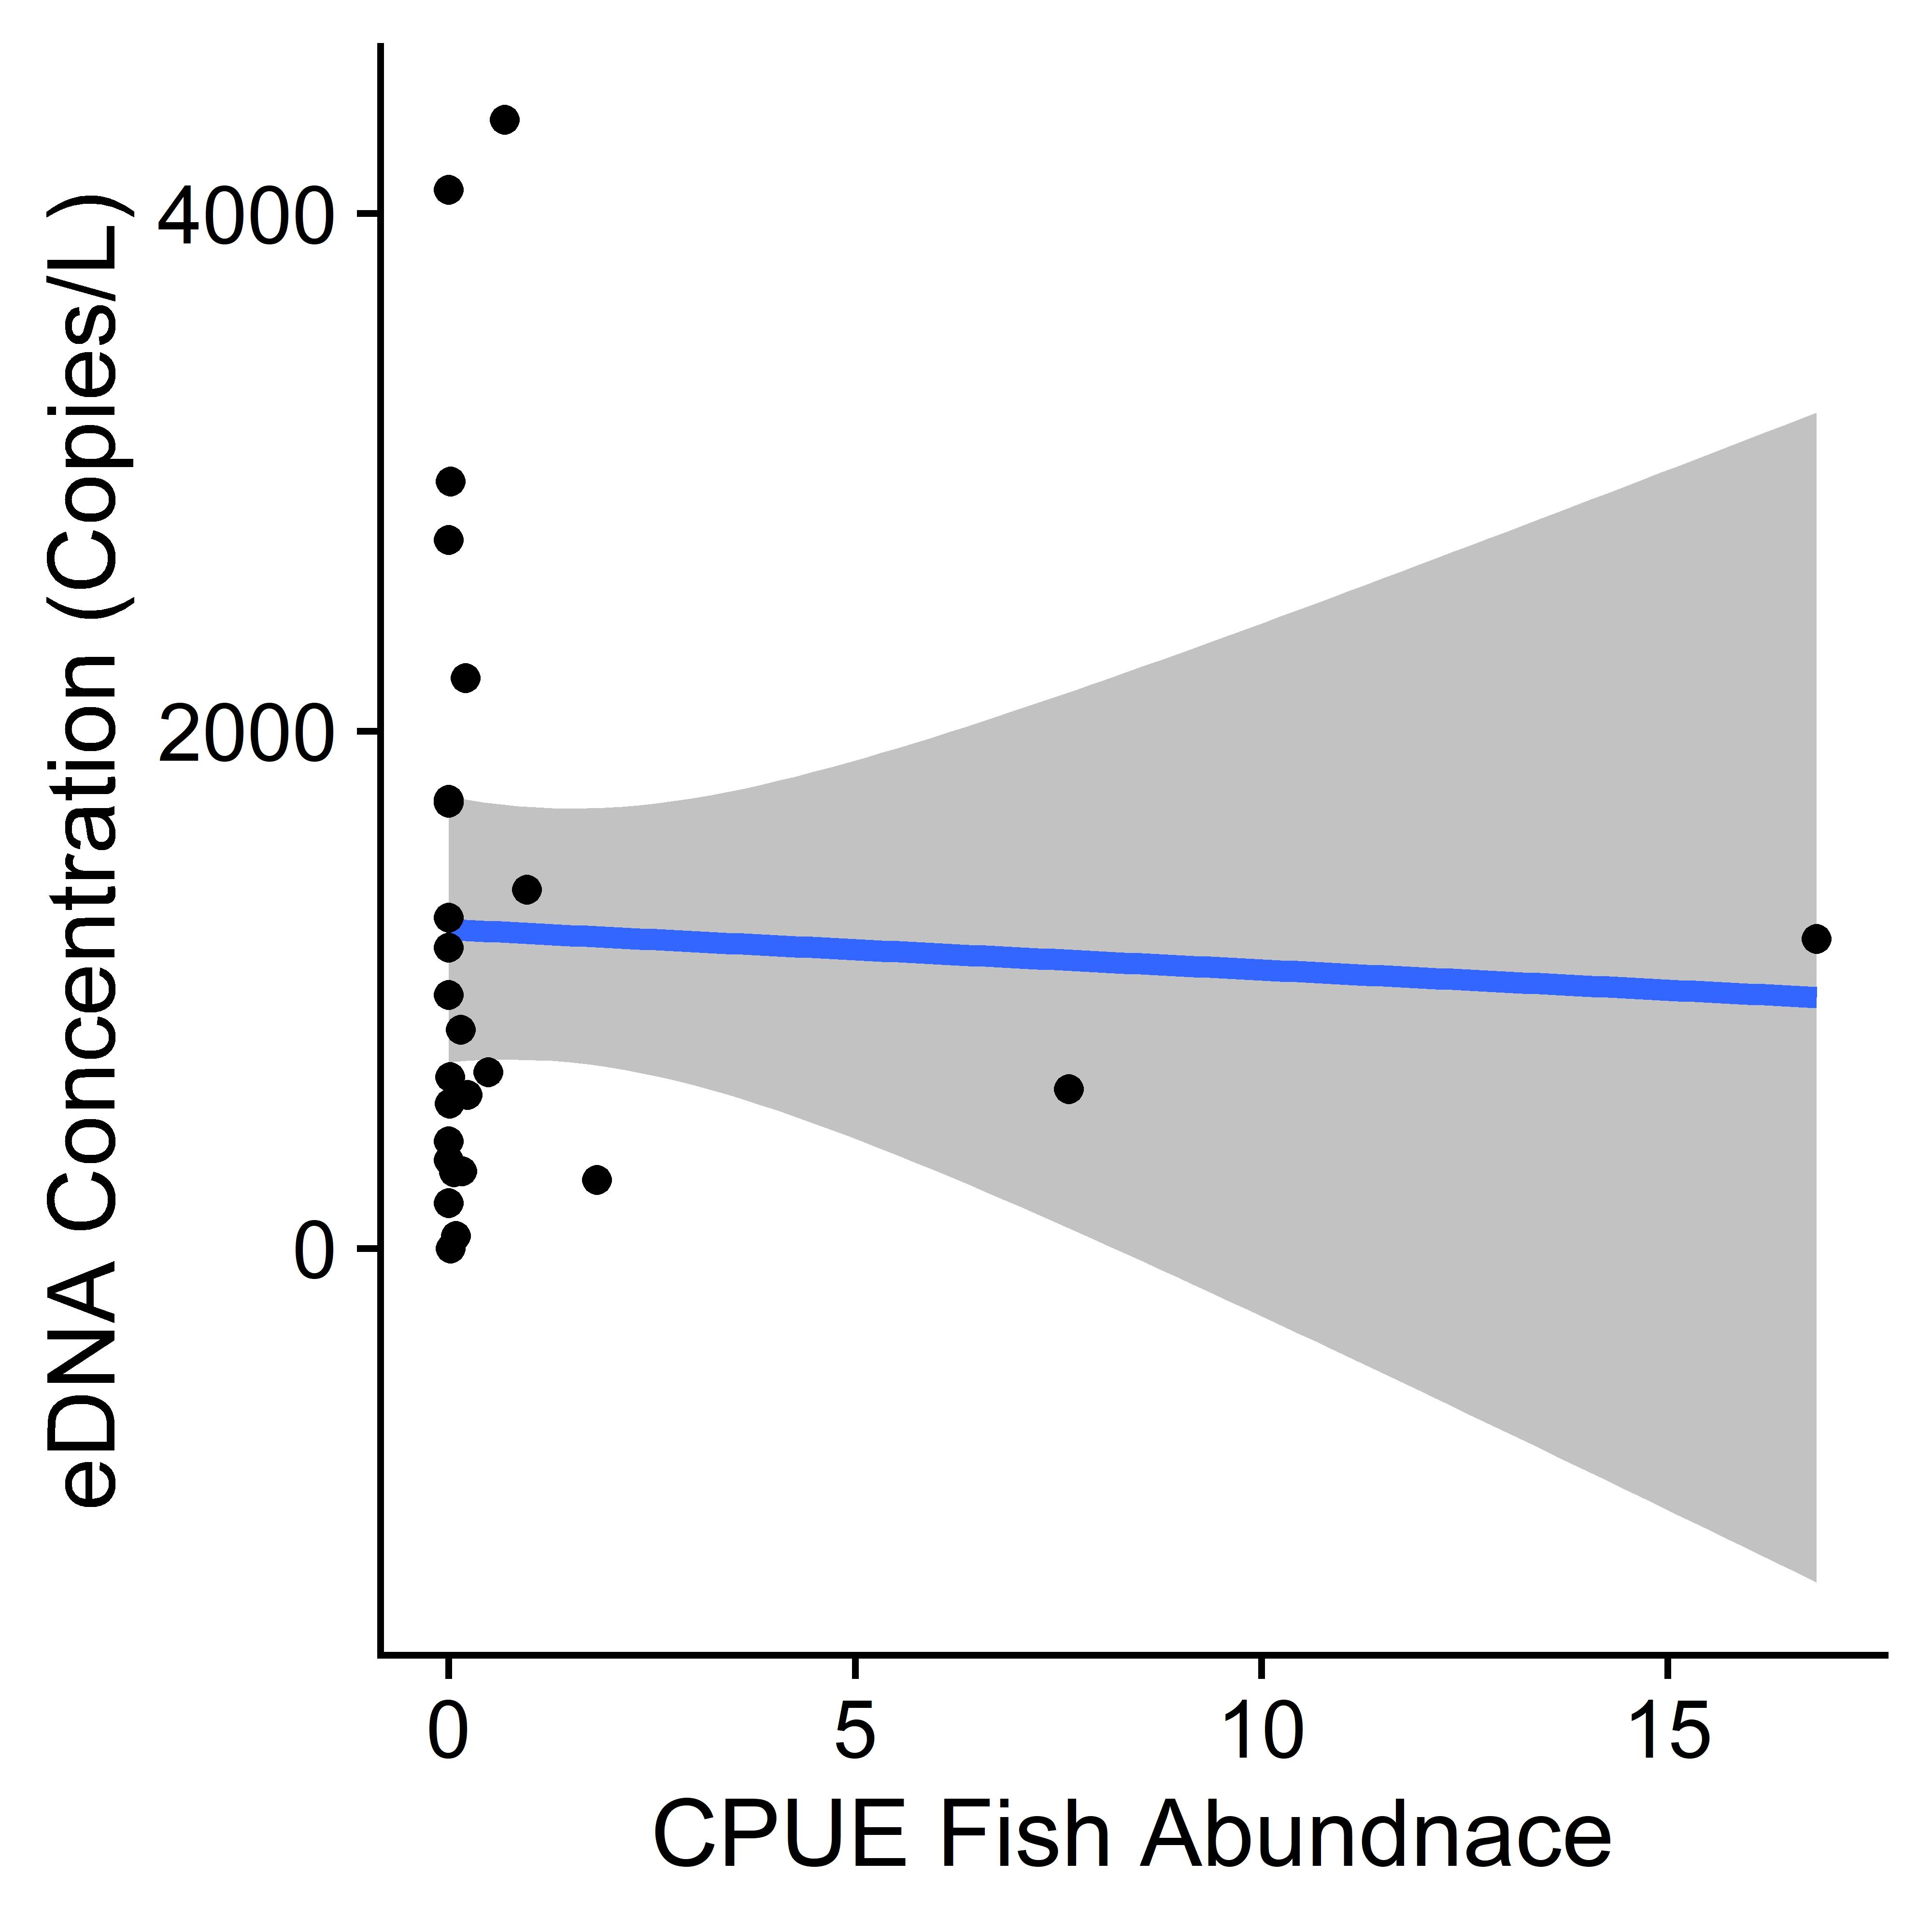 eDNA Concentration (Copies/L)
4000
2000
0
0 5 10 15
CPUE Fish Abundnace